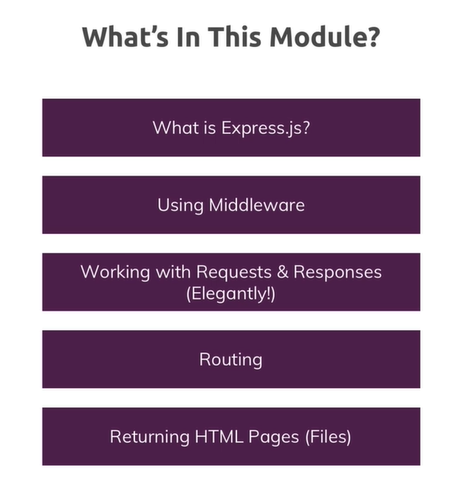 What’s In This Module?
What is Express.js?
Using Middleware
Working with Requests & Responses
(Elegantly!)
Routing
Returning HTML Pages (Files)